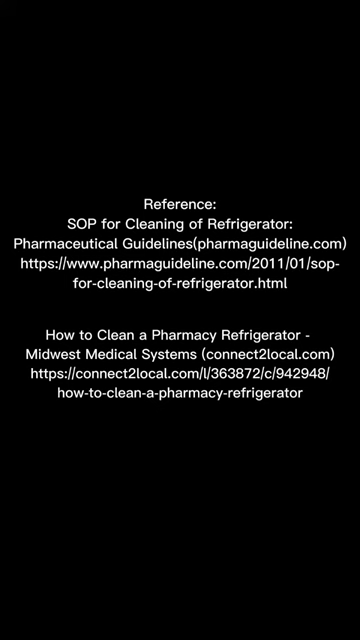 Reference:
SOP for Cleaning of Refrigerator:
Pharmaceutical Guidelines(pharmaguideline.com)
https://www.pharmaguideline.com/2011/01/sop-
for-cleaning-of-refrigerator.html
How to Clean a Pharmacy Refrigerator -
Midwest Medical Systems (connect2local.com)
https://connect2local.com/l/363872/c/942948/
how-to-clean-a-pharmacy-refrigerator